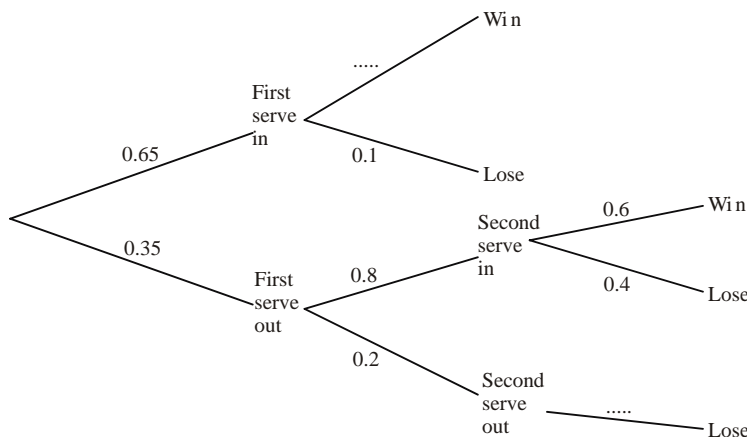 Win
.....
First
serve
in
0.65
0.1
Lose
Win
0.6
Second
serve
in
0.35
0.8
0.4
First
serve
out
Lose
0.2
Second
serve
out
.....
Lose